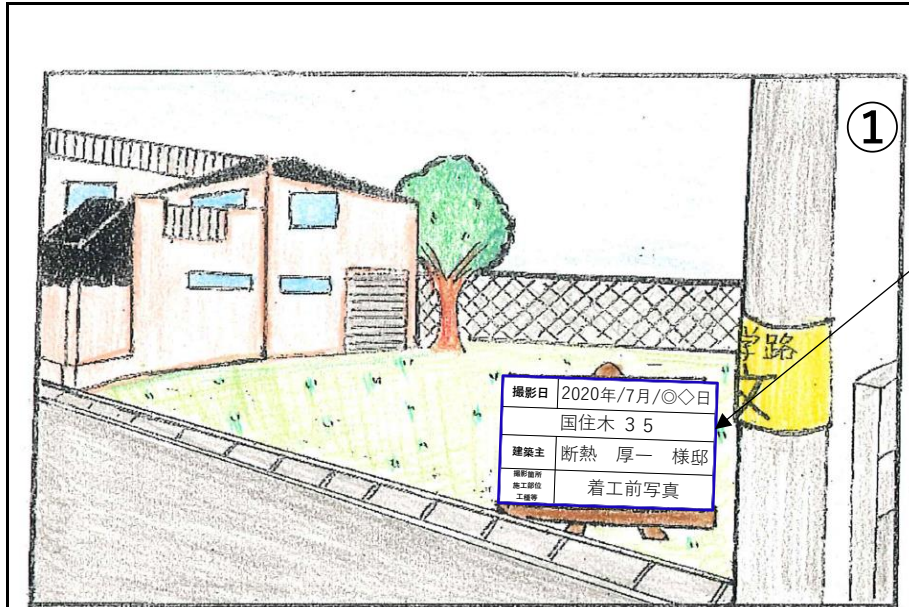 ①
学路
文
撮影日 2020年/7月/◎◇日
国住木 35
建築主 断熱 厚一 様邸
撮影箇所
施工部位
工種等
着工前写真